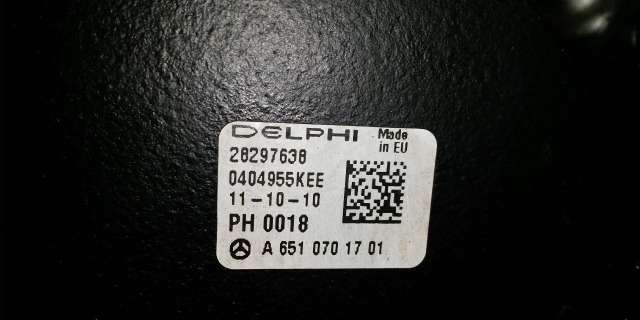 DELPHI Made in EU
28297638
0404955KEE
11-10-10
PH 0018
A 651 070 17 01